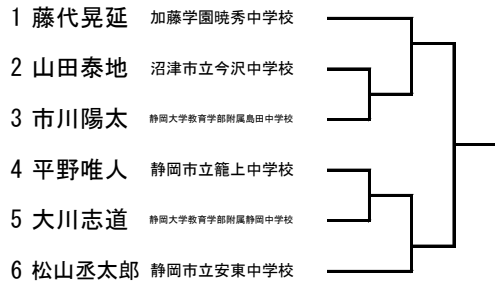 1 藤代晃延 加藤学園暁秀中学校
2 山田泰地 沼津市立今沢中学校
3 市川陽太 静岡大学教育学部附属島田中学校
4 平野唯人 静岡市立籠上中学校
5 大川志道 静岡大学教育学部附属静岡中学校
6 松山丞太郎 静岡市立安東中学校